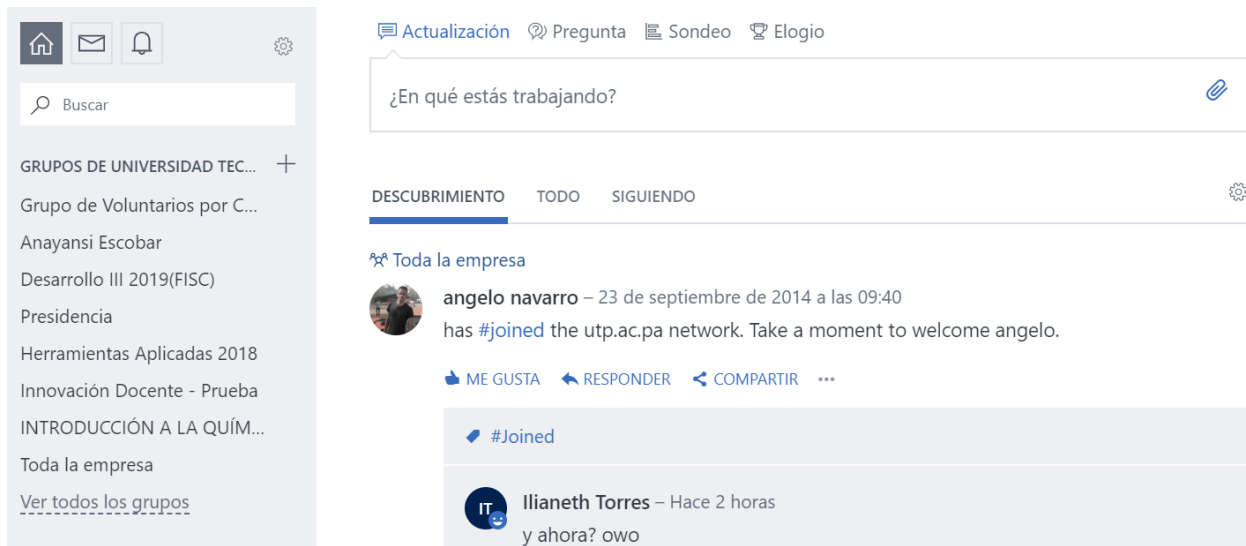 Buscar
GRUPOS DE UNIVERSIDAD TEC...
Grupo de Voluntarios por C...
Anayansi Escobar
Desarrollo III 2019(FISC)
Presidencia
Herramientas Aplicadas 2018
Innovación Docente - Prueba
INTRODUCCIÓN A LA QUÍM...
Toda la empresa
Ver todos los grupos
Actualización Pregunta Sondeo Elogio
¿En qué estás trabajando?
DESCUBRIMIENTO TODO SIGUIENDO
Toda la empresa
angelo navarro – 23 de septiembre de 2014 a las 09:40
has #joined the utp.ac.pa network. Take a moment to welcome angelo.
ME GUSTA RESPONDER COMPARTIR ...
#Joined
IT
Ilianeth Torres – Hace 2 horas
y ahora? owo